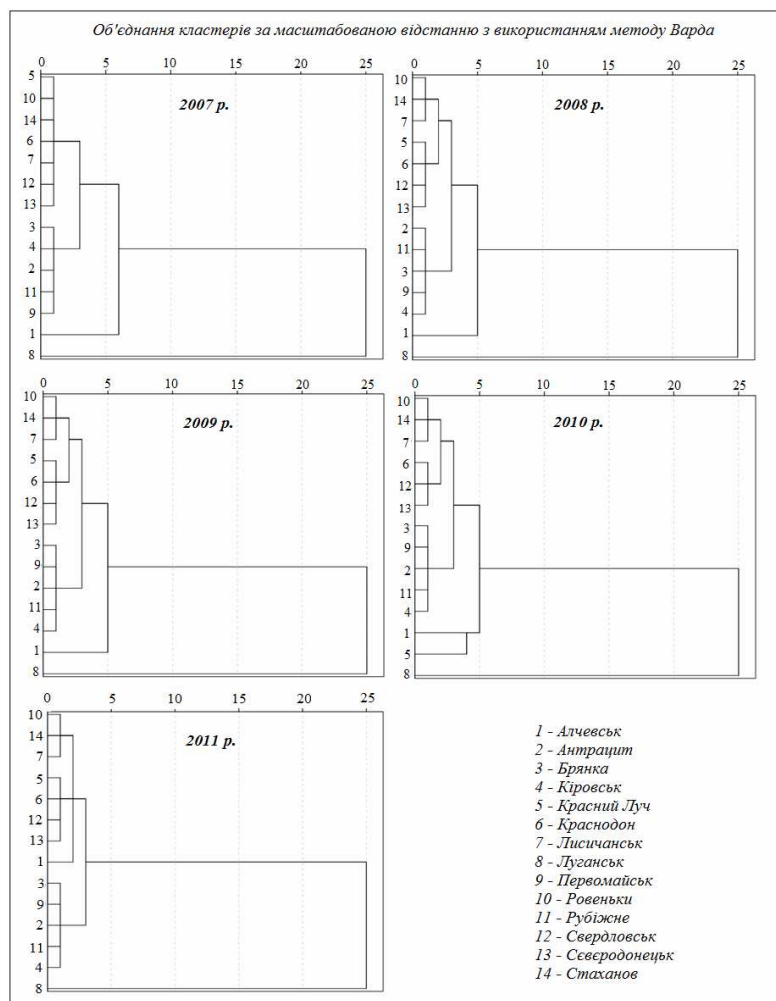 Об'єднання кластерів за масштабованою відстанню з використанням методу Варда
0 5 10 15 20 25
2007 р.
5
10
14
6
7
12
13
3
4
2
11
9
1
8
0 5 10 15 20 25
2008 р.
10
14
7
5
6
12
13
2
11
3
9
4
1
8
0 5 10 15 20 25
2009 р.
10
14
7
5
6
12
13
3
9
2
11
4
1
8
0 5 10 15 20 25
2010 р.
10
14
7
6
12
13
3
9
2
11
4
1
5
8
0 5 10 15 20 25
2011 р.
10
14
7
5
6
12
13
1
3
9
2
11
4
8
1 - Алчевськ
2 - Антрацит
3 - Брянка
4 - Кіровськ
5 - Красний Луч
6 - Краснодон
7 - Лисичанськ
8 - Луганськ
9 - Первомайськ
10 - Ровеньки
11 - Рубіжне
12 - Свердловськ
13 - Сєвєродонецьк
14 - Стаханов